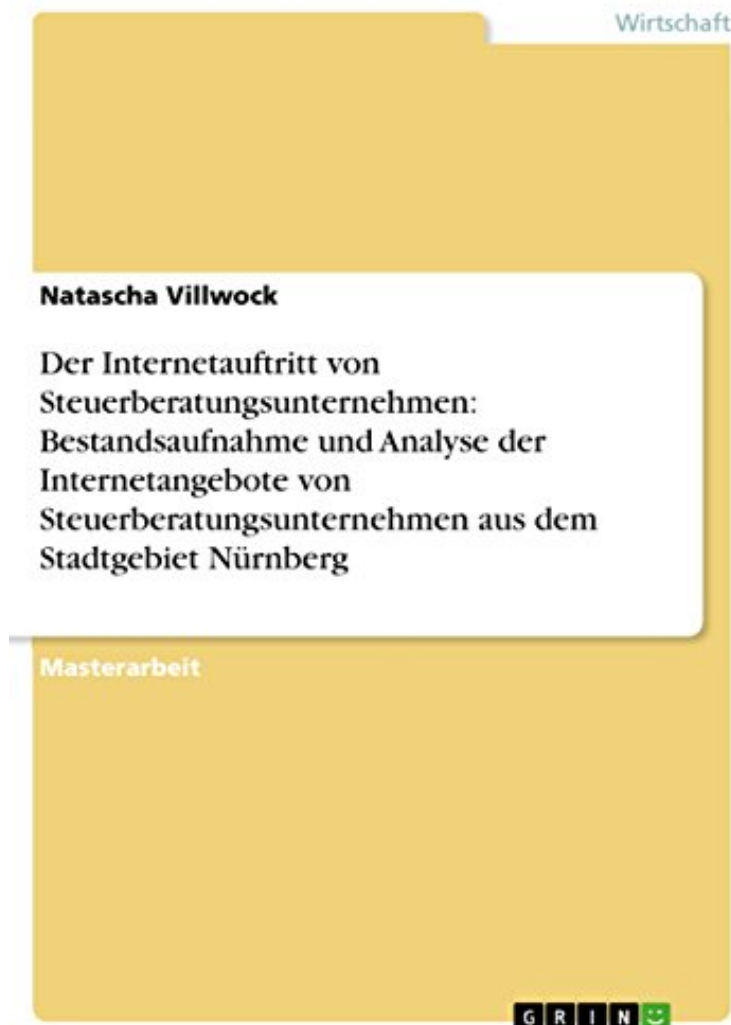 Wirtschaft
Natascha Villwock
Der Internetauftritt von
Steuerberatungsunternehmen:
Bestandsaufnahme und Analyse der
Internetangebote von
Steuerberatungsunternehmen aus dem
Stadtgebiet Nürnberg
Masterarbeit
GRIN